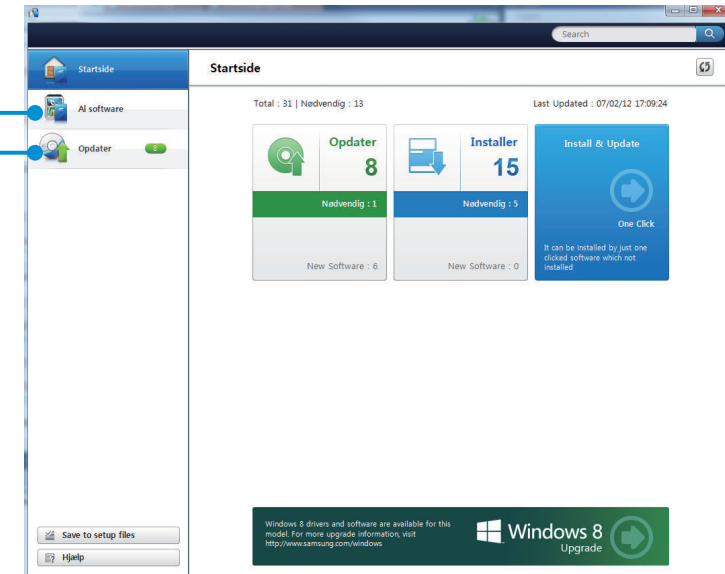 Search
Startside
Al software
Opdater
8
Startside
Total : 31 | Nødvendig : 13
Last Updated : 07/02/12 17:09:24
Opdater
8
Nødvendig : 1
New Software : 6
Installer
15
Nødvendig : 5
New Software : 0
Install & Update
One Click
It can be installed by just one
clicked software which not
installed
Save to setup files
Hjælp
Windows 8 drivers and software are available for this
model. For more upgrade information, visit
http://www.samsung.com/windows
Windows 8
Upgrade